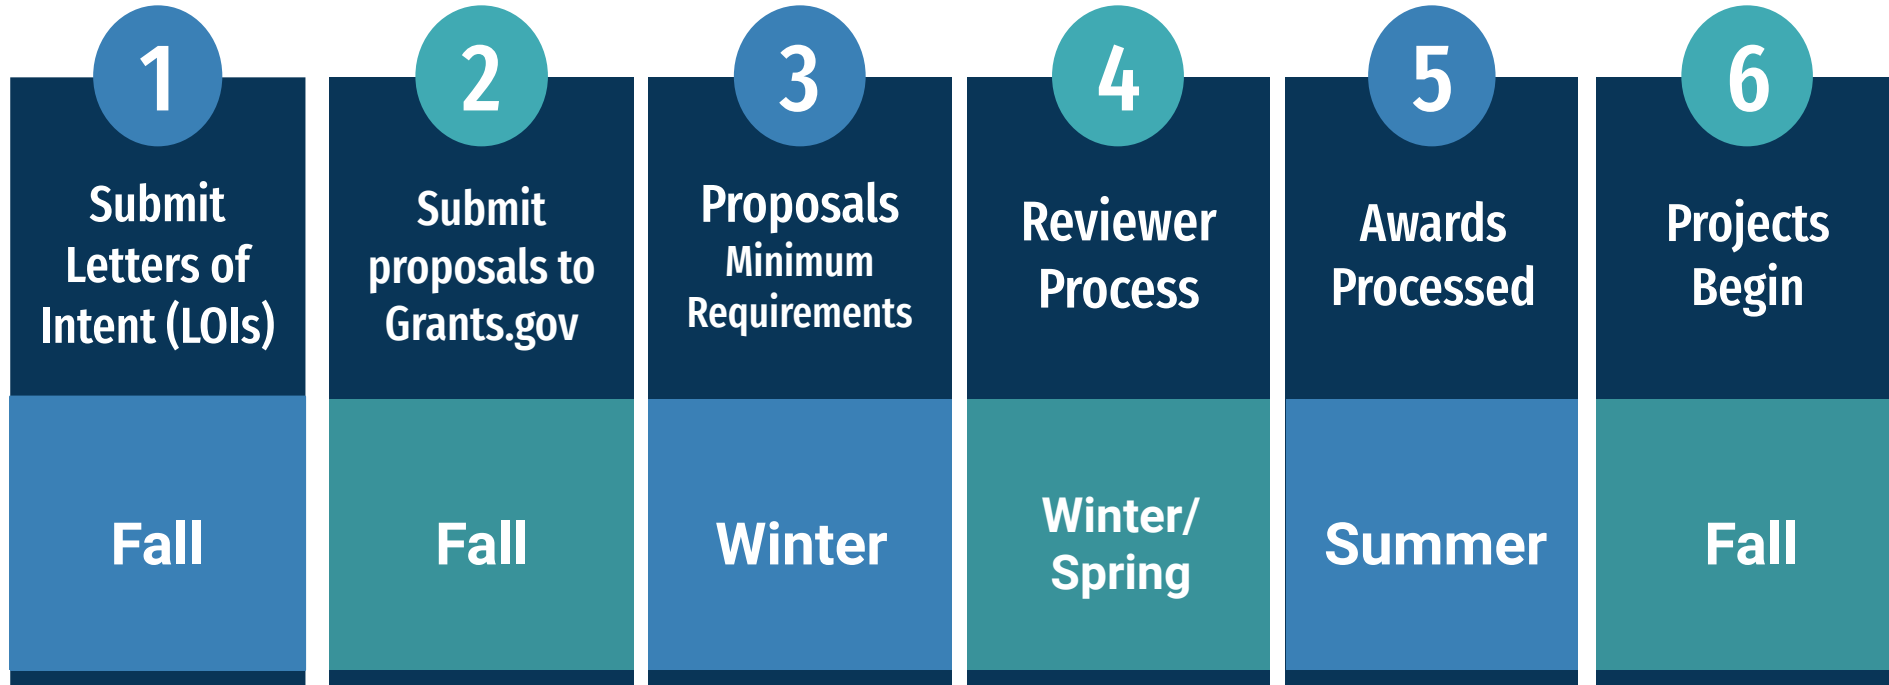 1
Submit
Letters of
Intent (LOIs)
Fall
2
Submit
proposals to
Grants.gov
Fall
3
Proposals
Minimum
Requirements
Winter
4
Reviewer
Process
Winter/
Spring
5
Awards
Processed
Summer
6
Projects
Begin
Fall